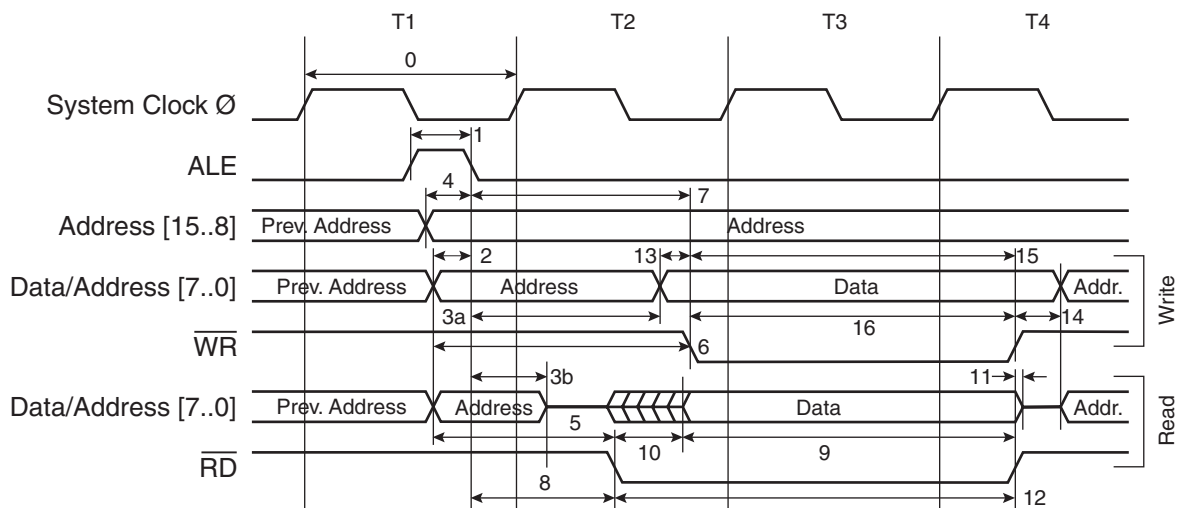 T1 T2 T3 T4
0
System Clock Ø
1
ALE
4 7
Address [15..8] Prev. Address Address
2 13 15
Data/Address [7..0] Prev. Address Address Data Addr.
3a 16 14
WR 6
Write
3b 11
Data/Address [7..0] Prev. Address Address Data Addr.
5 10 9
RD
8 12
Read